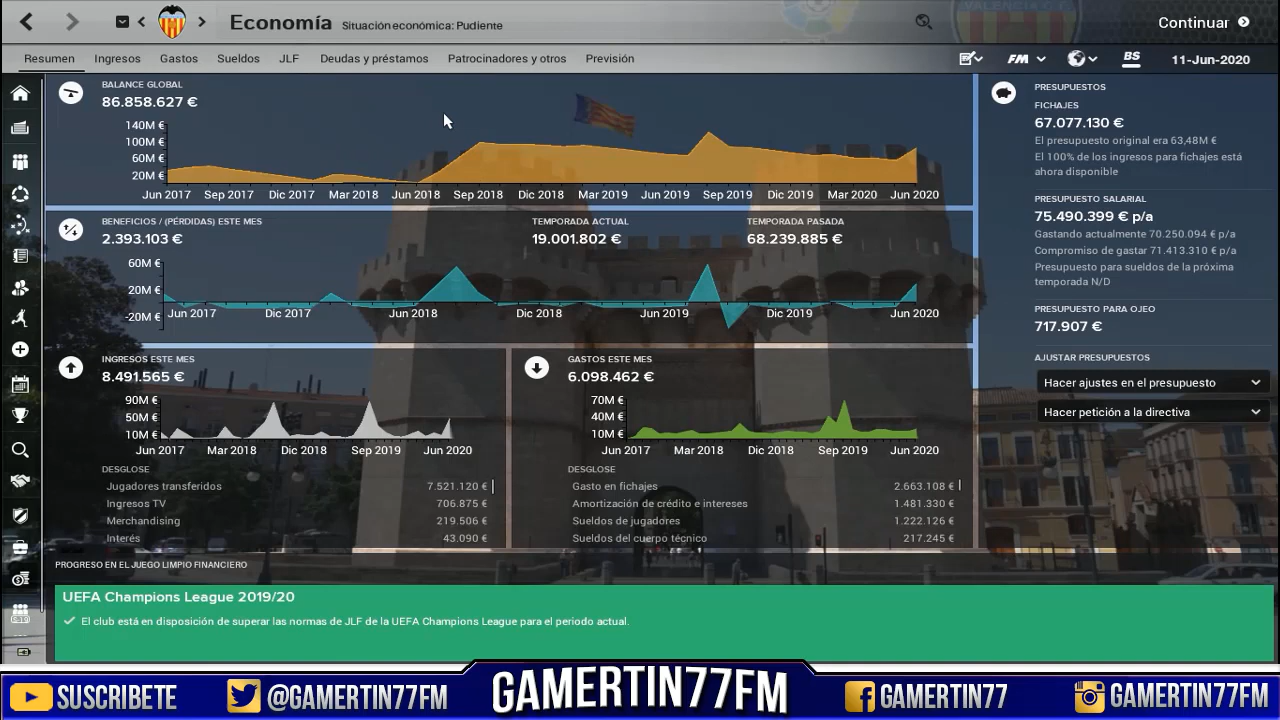 Economía
Situación económica: Pudiente
Continuar
Resumen
Ingresos
Gastos
Sueldos
JLF
Deudas y préstamos
Patrocinadores y otros
Previsión
FM
BS
11-Jun-2020
BALANCE GLOBAL
86.858.627 €
140M €
100M €
60M €
20M €
Jun 2017 Sep 2017 Dic 2017 Mar 2018 Jun 2018 Sep 2018 Dic 2018 Mar 2019 Jun 2019 Sep 2019 Dic 2019 Mar 2020 Jun 2020
BENEFICIOS / (PÉRDIDAS) ESTE MES
2.393.103 €
TEMPORADA ACTUAL
19.001.802 €
TEMPORADA PASADA
68.239.885 €
60M €
20M €
-20M €
Jun 2017 Dic 2017 Jun 2018 Dic 2018 Jun 2019 Dic 2019 Jun 2020
INGRESOS ESTE MES
8.491.565 €
90M €
50M €
10M €
Jun 2017 Mar 2018 Dic 2018 Sep 2019 Jun 2020
DESGLOSE
Jugadores transferidos 7.521.120 €
Ingresos TV 706.875 €
Merchandising 219.506 €
Interés 43.090 €
GASTOS ESTE MES
6.098.462 €
70M €
40M €
10M €
Jun 2017 Mar 2018 Dic 2018 Sep 2019 Jun 2020
DESGLOSE
Gasto en fichajes 2.663.108 €
Amortización de crédito e intereses 1.481.330 €
Sueldos de jugadores 1.222.126 €
Sueldos del cuerpo técnico 217.245 €
PRESUPUESTOS
FICHAJES
67.077.130 €
El presupuesto original era 63,48M €
El 100% de los ingresos para fichajes está
ahora disponible
PRESUPUESTO SALARIAL
75.490.399 € p/a
Gastando actualmente 70.250.094 € p/a
Compromiso de gastar 71.413.310 € p/a
Presupuesto para sueldos de la próxima
temporada N/D
PRESUPUESTO PARA OJEO
717.907 €
AJUSTAR PRESUPUESTOS
Hacer ajustes en el presupuesto
Hacer petición a la directiva
PROGRESO EN EL JUEGO LIMPIO FINANCIERO
UEFA Champions League 2019/20
El club está en disposición de superar las normas de JLF de la UEFA Champions League para el periodo actual.
SUSCRIBETE
@GAMERTIN77FM
GAMERTIN77FM
GAMERTIN77
GAMERTIN77FM